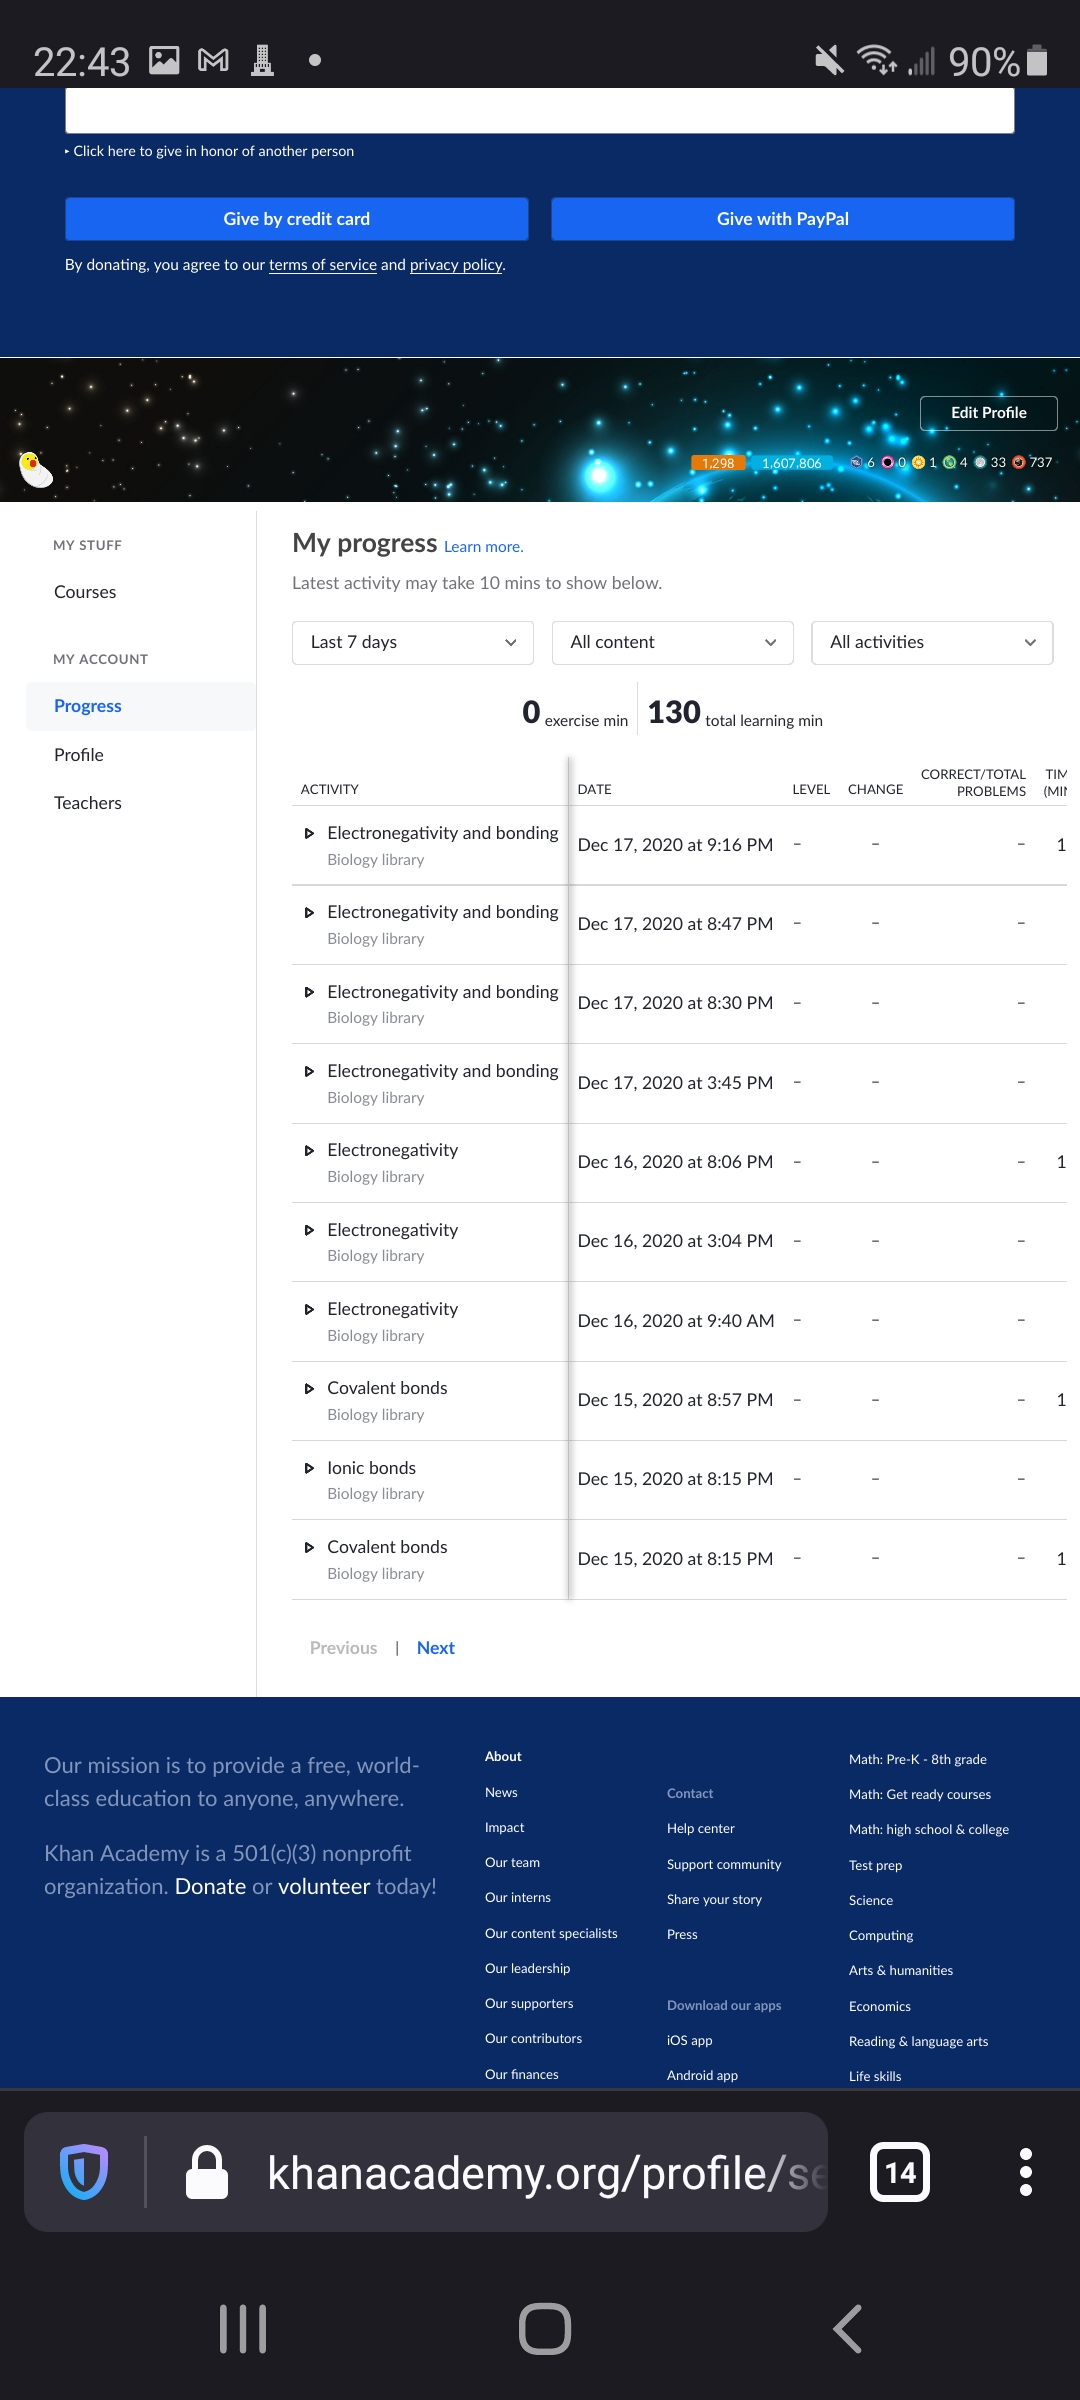 22:43 90%
‣ Click here to give in honor of another person
Give by credit card Give with PayPal
By donating, you agree to our terms of service and privacy policy.
Edit Profile
1,298 1,607,806 6 0 1 4 33 737
MY STUFF
Courses
MY ACCOUNT
Progress
Profile
Teachers
My progress Learn more.
Latest activity may take 10 mins to show below.
Last 7 days All content All activities
0 exercise min 130 total learning min
ACTIVITY DATE LEVEL CHANGE CORRECT/TOTAL PROBLEMS
Electronegativity and bonding
Biology library
Dec 17, 2020 at 9:16 PM – – – 1
Electronegativity and bonding
Biology library
Dec 17, 2020 at 8:47 PM – – –
Electronegativity and bonding
Biology library
Dec 17, 2020 at 8:30 PM – – –
Electronegativity and bonding
Biology library
Dec 17, 2020 at 3:45 PM – – –
Electronegativity
Biology library
Dec 16, 2020 at 8:06 PM – – – 1
Electronegativity
Biology library
Dec 16, 2020 at 3:04 PM – – –
Electronegativity
Biology library
Dec 16, 2020 at 9:40 AM – – –
Covalent bonds
Biology library
Dec 15, 2020 at 8:57 PM – – – 1
Ionic bonds
Biology library
Dec 15, 2020 at 8:15 PM – – –
Covalent bonds
Biology library
Dec 15, 2020 at 8:15 PM – – – 1
Previous | Next
Our mission is to provide a free, world-
class education to anyone, anywhere.
Khan Academy is a 501(c)(3) nonprofit
organization. Donate or volunteer today!
About
News
Impact
Our team
Our interns
Our content specialists
Our leadership
Our supporters
Our contributors
Our finances
Contact
Help center
Support community
Share your story
Press
Download our apps
iOS app
Android app
Math: Pre-K - 8th grade
Math: Get ready courses
Math: high school & college
Test prep
Science
Computing
Arts & humanities
Economics
Reading & language arts
Life skills
khanacademy.org/profile/se
14